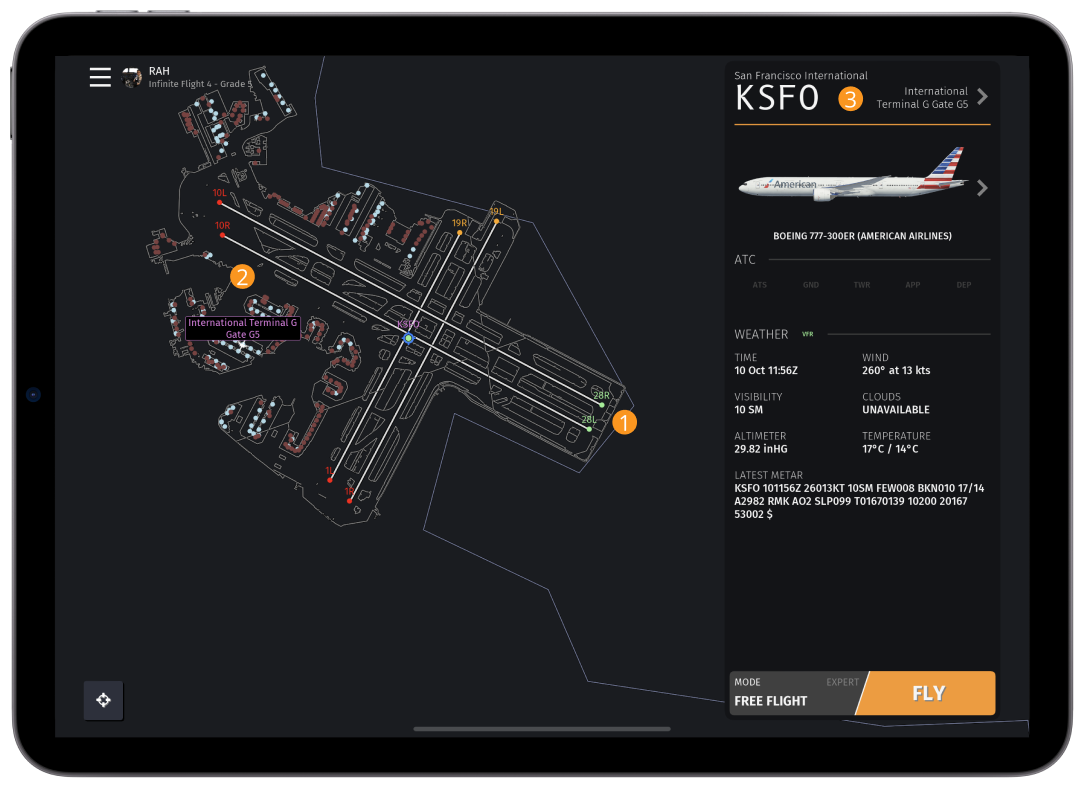 RAH
Infinite Flight 4 - Grade 5
10L
10R
19R
19L
2
International Terminal G
Gate G5
KSFO
28R
28L
1
1L
1R
San Francisco International
KSFO
3
International
Terminal G Gate G5
American
BOEING 777-300ER (AMERICAN AIRLINES)
ATC
ATS GND TWR APP DEP
WEATHER VFR
TIME WIND
10 Oct 11:56Z 260° at 13 kts
VISIBILITY CLOUDS
10 SM UNAVAILABLE
ALTIMETER TEMPERATURE
29.82 inHG 17°C / 14°C
LATEST METAR
KSFO 101156Z 26013KT 10SM FEW008 BKN010 17/14
A2982 RMK AO2 SLP099 T01670139 10200 20167
53002 $
MODE EXPERT
FREE FLIGHT
FLY